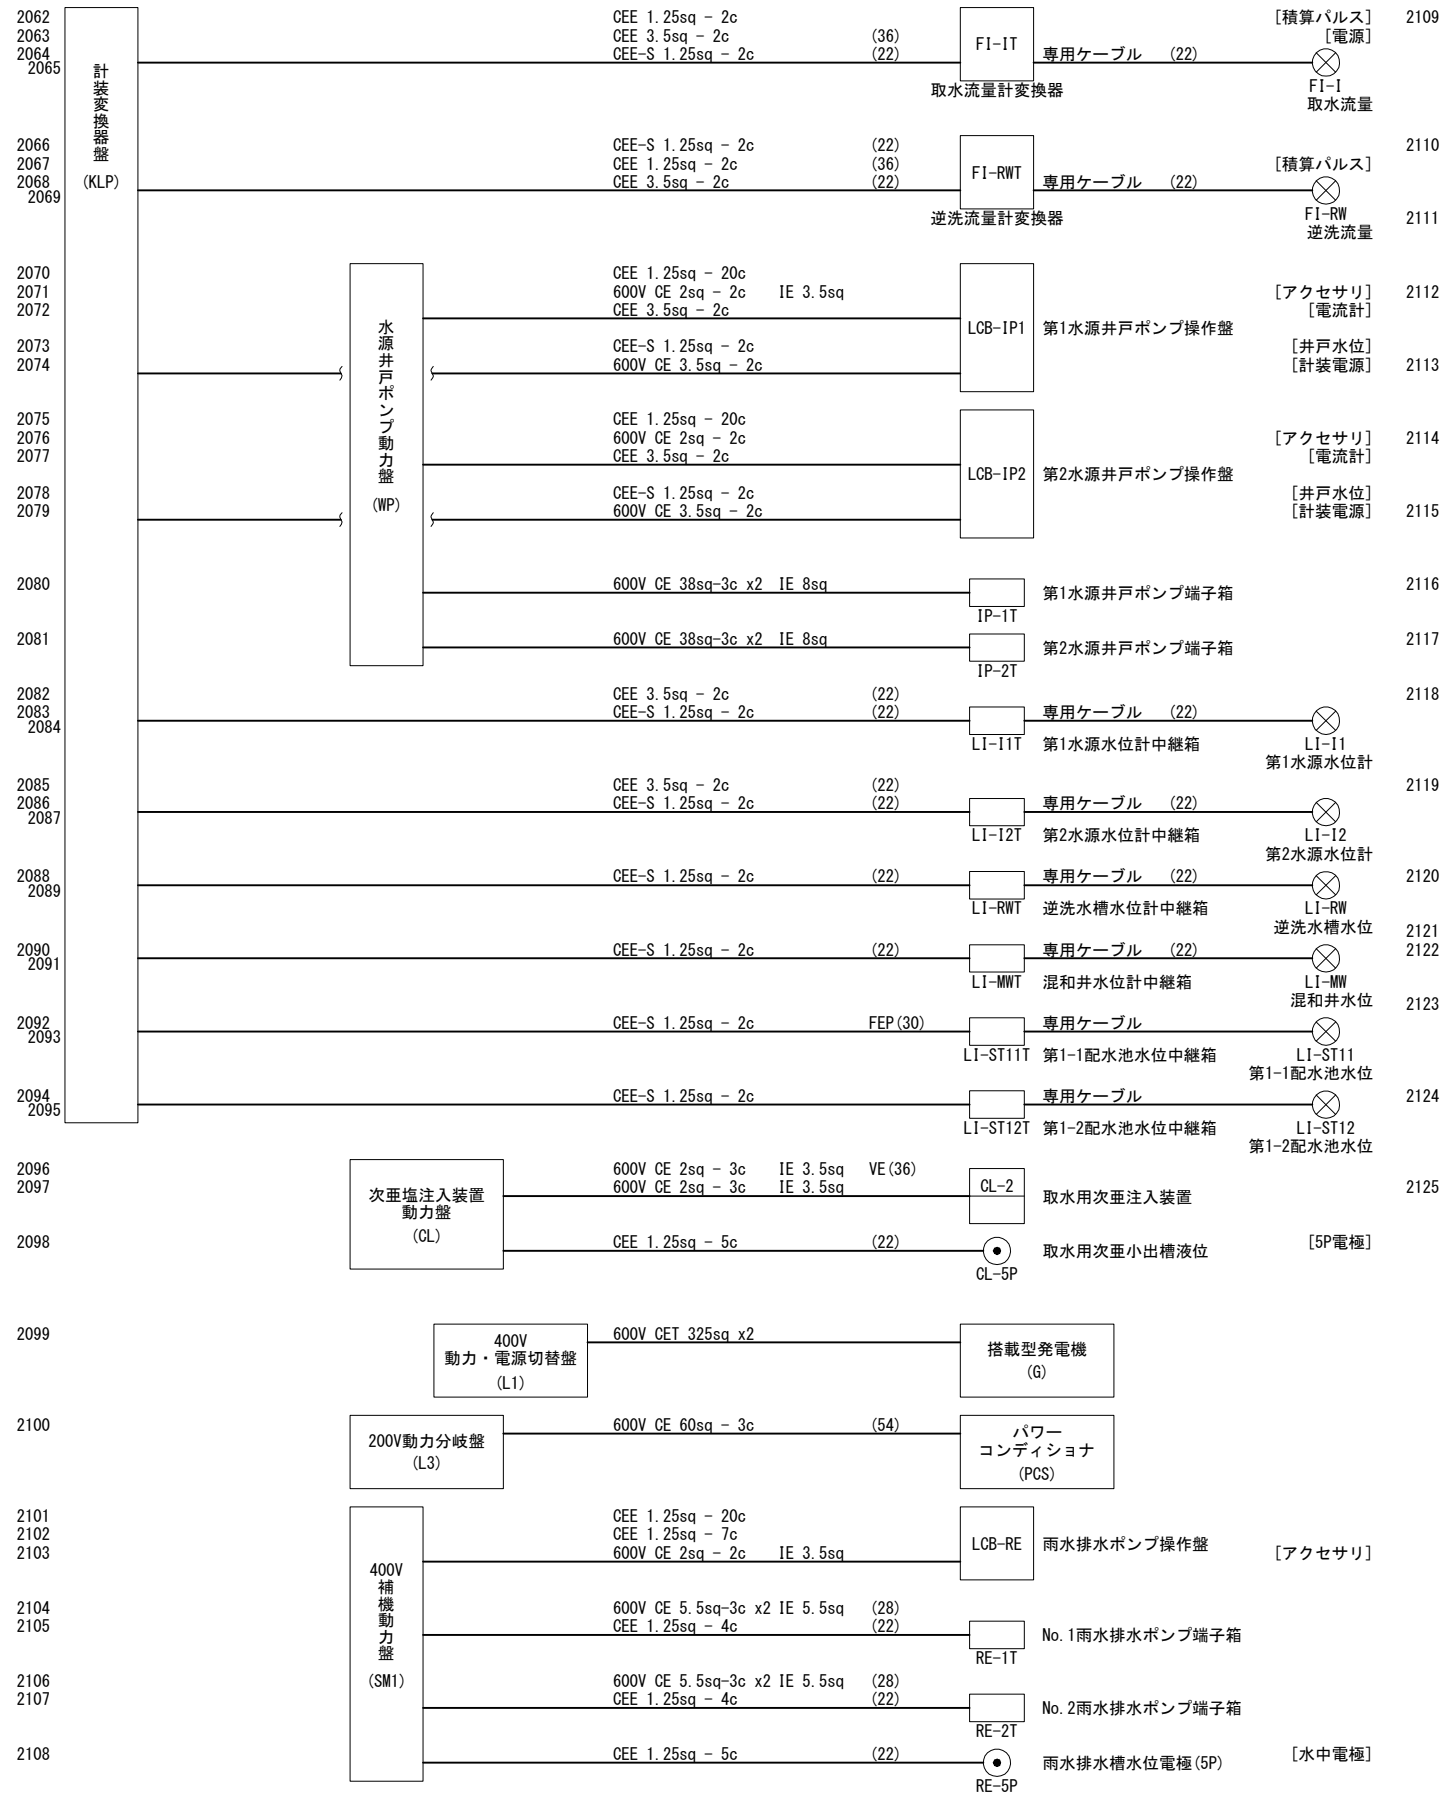 2062 CEE 1.25sq - 2c [積算パルス] 2109
2063 CEE 3.5sq - 2c (36) [電源]
2064 CEE-S 1.25sq - 2c (22) FI-IT 専用ケーブル (22)
2065
取水流量計変換器 FI-I
取水流量
計装変換器盤
(KLP)
2066 CEE-S 1.25sq - 2c (22) 2110
2067 CEE 1.25sq - 2c (36) FI-RWT [積算パルス]
2068 CEE 3.5sq - 2c (22) 専用ケーブル (22)
2069
逆洗流量計変換器 FI-RW 2111
逆洗流量
2070 CEE 1.25sq - 20c
2071 600V CE 2sq - 2c IE 3.5sq [アクセサリ] 2112
2072 CEE 3.5sq - 2c [電流計]
LCB-IP1 第1水源井戸ポンプ操作盤
2073 CEE-S 1.25sq - 2c [井戸水位]
2074 600V CE 3.5sq - 2c [計装電源] 2113
水源井戸ポンプ動力盤
(WP)
2075 CEE 1.25sq - 20c
2076 600V CE 2sq - 2c [アクセサリ] 2114
2077 CEE 3.5sq - 2c [電流計]
LCB-IP2 第2水源井戸ポンプ操作盤
2078 CEE-S 1.25sq - 2c [井戸水位]
2079 600V CE 3.5sq - 2c [計装電源] 2115
2080 600V CE 38sq-3c x2 IE 8sq 第1水源井戸ポンプ端子箱 2116
IP-1T
2081 600V CE 38sq-3c x2 IE 8sq 第2水源井戸ポンプ端子箱 2117
IP-2T
2082 CEE 3.5sq - 2c (22) 2118
2083 CEE-S 1.25sq - 2c (22) 専用ケーブル (22)
2084
LI-I1T 第1水源水位計中継箱 LI-I1
第1水源水位計
2085 CEE 3.5sq - 2c (22) 2119
2086 CEE-S 1.25sq - 2c (22) 専用ケーブル (22)
2087
LI-I2T 第2水源水位計中継箱 LI-I2
第2水源水位計
2088 CEE-S 1.25sq - 2c (22) 専用ケーブル (22) 2120
2089
LI-RWT 逆洗水槽水位計中継箱 LI-RW
逆洗水槽水位 2121
2090 CEE-S 1.25sq - 2c (22) 専用ケーブル (22) 2122
2091
LI-MWT 混和井水位計中継箱 LI-MW
混和井水位 2123
2092 CEE-S 1.25sq - 2c FEP(30) 専用ケーブル
2093
LI-ST11T 第1-1配水池水位中継箱 LI-ST11
第1-1配水池水位
2094 CEE-S 1.25sq - 2c 専用ケーブル 2124
2095
LI-ST12T 第1-2配水池水位中継箱 LI-ST12
第1-2配水池水位
2096 600V CE 2sq - 3c IE 3.5sq VE(36)
2097 600V CE 2sq - 3c IE 3.5sq CL-2 取水用次亜注入装置 2125
次亜塩注入装置
動力盤
(CL)
2098 CEE 1.25sq - 5c (22) 取水用次亜小出槽液位 [5P電極]
CL-5P
2099 600V CET 325sq x2
400V
動力・電源切替盤
(L1)
搭載型発電機
(G)
2100 600V CE 60sq - 3c (54)
200V動力分岐盤
(L3)
パワー
コンディショナ
(PCS)
2101 CEE 1.25sq - 20c
2102 CEE 1.25sq - 7c
2103 600V CE 2sq - 2c IE 3.5sq LCB-RE 雨水排水ポンプ操作盤 [アクセサリ]
400V
補機動力盤
(SM1)
2104 600V CE 5.5sq-3c x2 IE 5.5sq (28)
2105 CEE 1.25sq - 4c (22) No.1雨水排水ポンプ端子箱
RE-1T
2106 600V CE 5.5sq-3c x2 IE 5.5sq (28)
2107 CEE 1.25sq - 4c (22) No.2雨水排水ポンプ端子箱
RE-2T
2108 CEE 1.25sq - 5c (22) 雨水排水槽水位電極(5P) [水中電極]
RE-5P